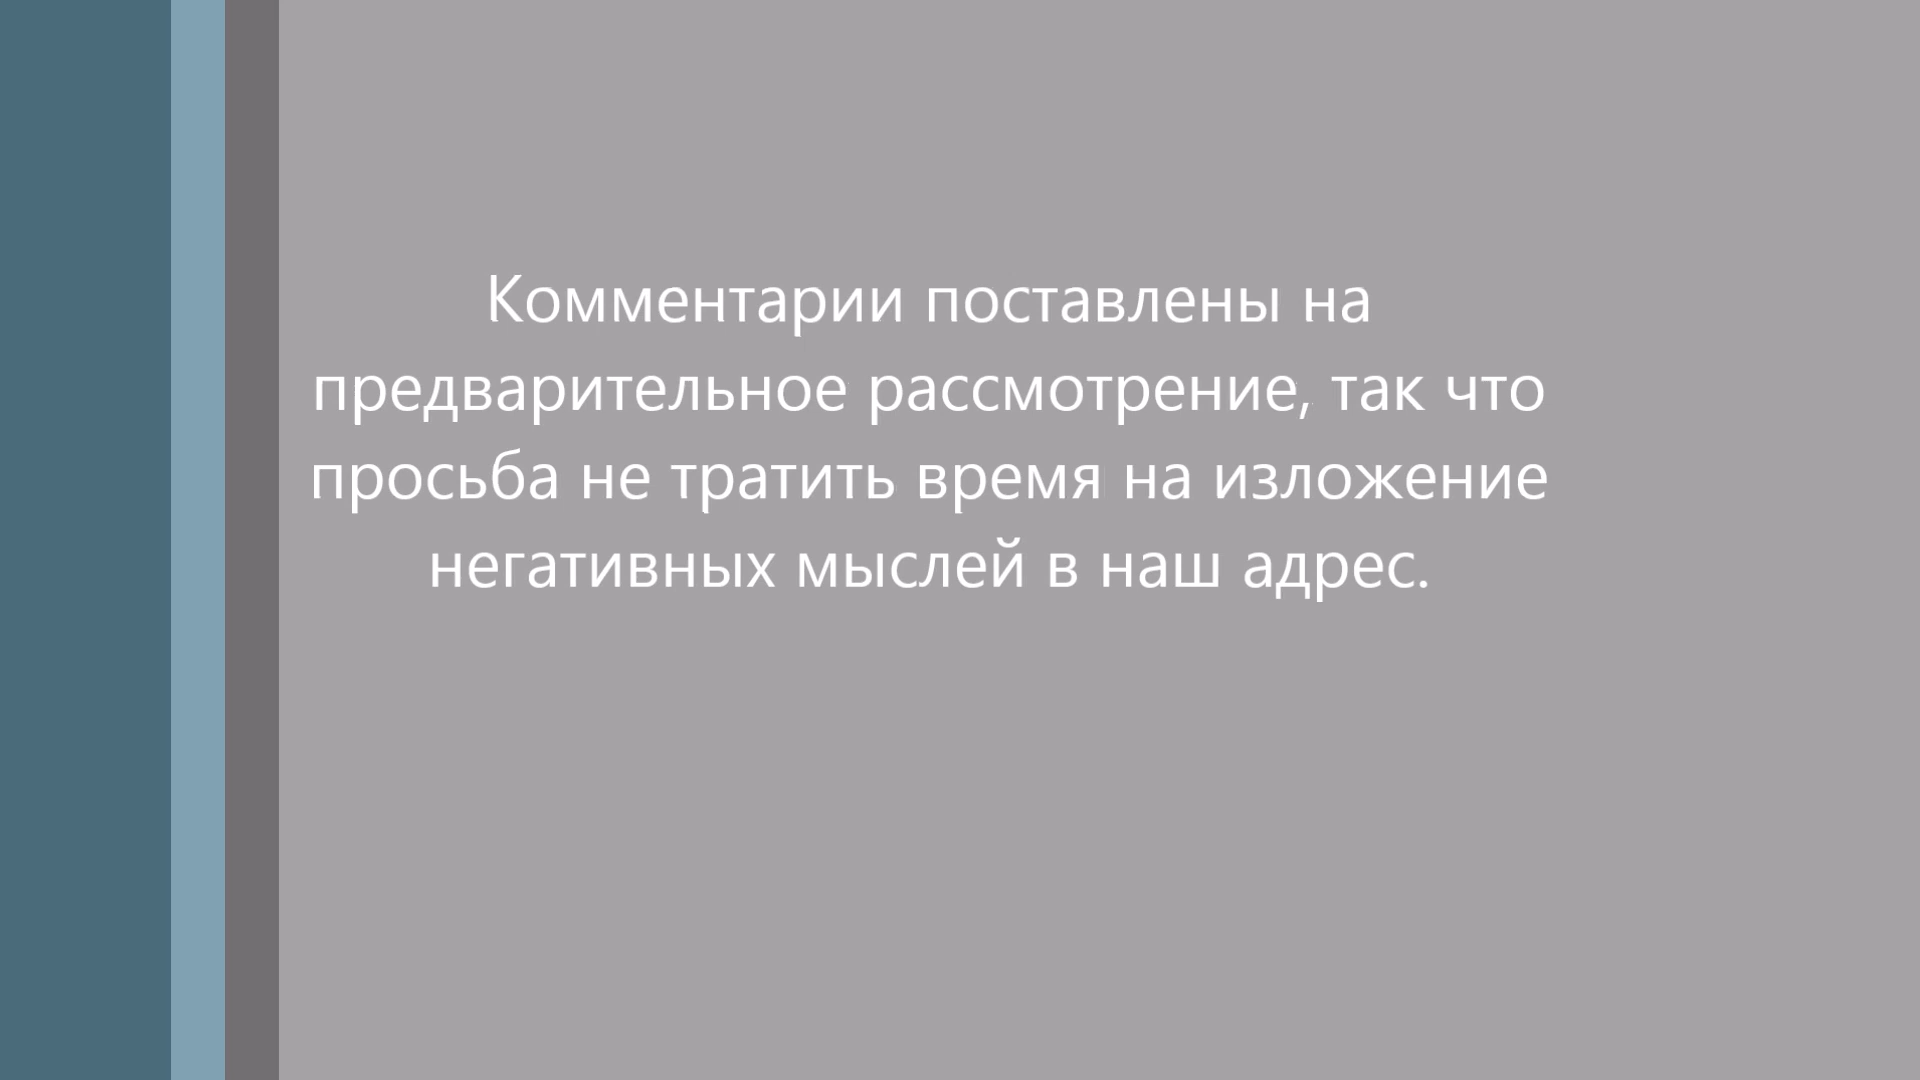 Комментарии поставлены на
предварительное рассмотрение, так что
просьба не тратить время на изложение
негативных мыслей в наш адрес.